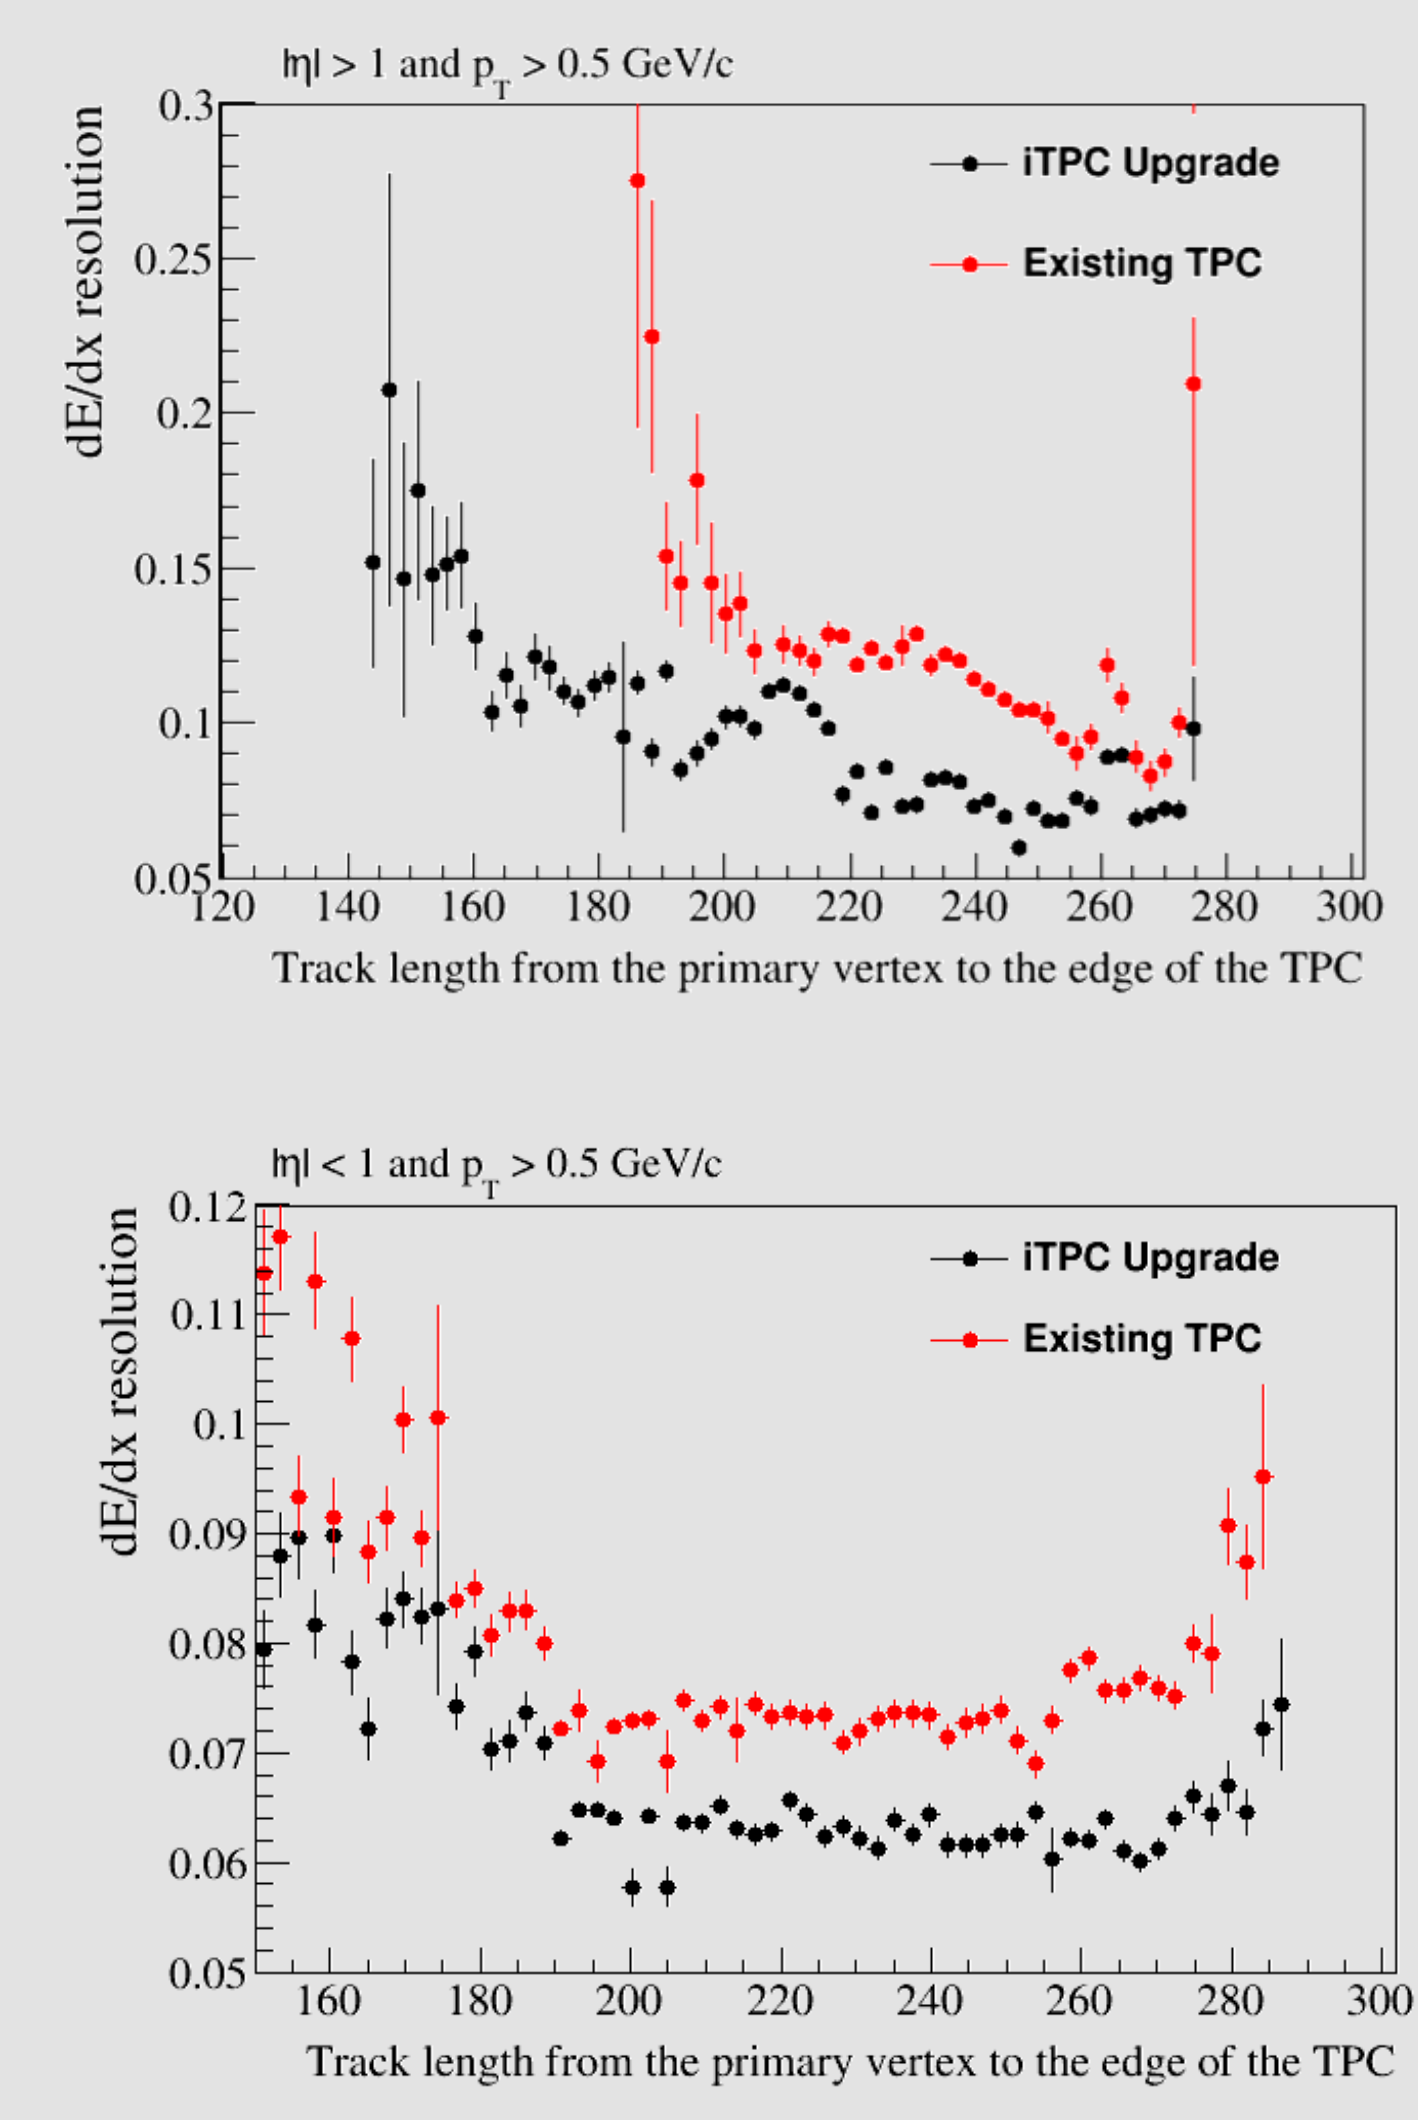 |η| > 1 and p_T > 0.5 GeV/c
dE/dx resolution
0.3
0.25
0.2
0.15
0.1
0.05
iTPC Upgrade
Existing TPC
120 140 160 180 200 220 240 260 280 300
Track length from the primary vertex to the edge of the TPC
|η| < 1 and p_T > 0.5 GeV/c
dE/dx resolution
0.12
0.11
0.1
0.09
0.08
0.07
0.06
0.05
iTPC Upgrade
Existing TPC
160 180 200 220 240 260 280 300
Track length from the primary vertex to the edge of the TPC